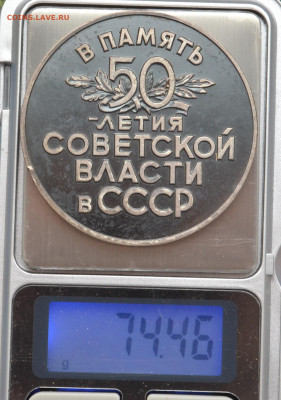 COINS.LAVE.RU
В ПАМЯТЬ
50
-ЛЕТИЯ
СОВЕТСКОЙ
ВЛАСТИ
в СССР
74.46
g